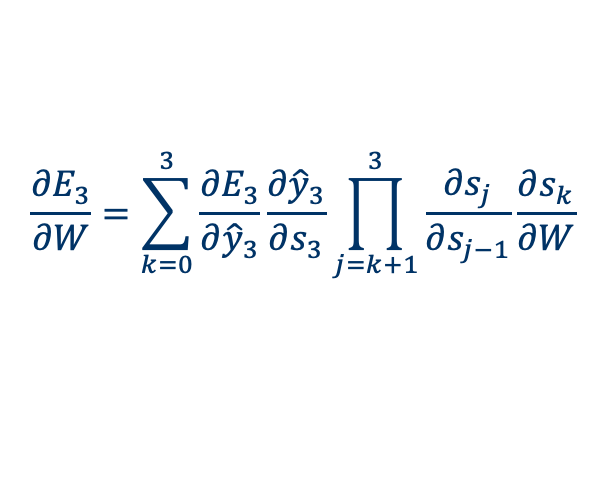 ∂E₃/∂W = ∑_{k=0}^{3} ∂E₃/∂ŷ₃ ∂ŷ₃/∂s₃ ∏_{j=k+1}^{3} ∂s_j/∂s_{j−1} ∂s_k/∂W